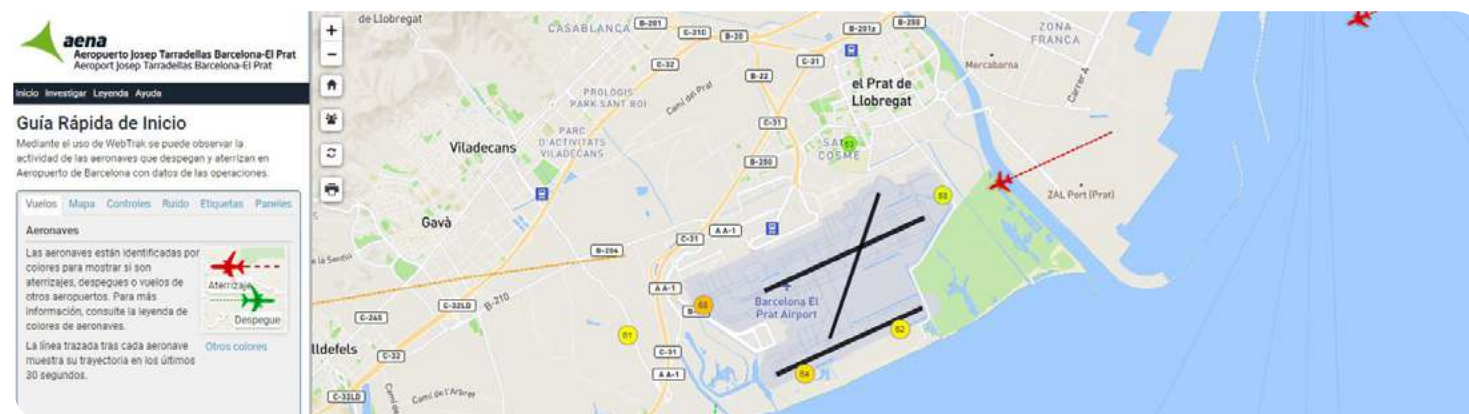 aena
Aeropuerto Josep Tarradellas Barcelona-El Prat
Aeroport Josep Tarradellas Barcelona-El Prat
Inicio Investigar Leyenda Ayuda
Guía Rápida de Inicio
Mediante el uso de WebTrak se puede observar la
actividad de las aeronaves que despegan y aterrizan en
Aeropuerto de Barcelona con datos de las operaciones.
Vuelos Mapa Controles Ruido Etiquetas Paneles
Aeronaves
Las aeronaves están identificadas por
colores para mostrar si son
aterrizajes, despegues o vuelos de
otros aeropuertos. Para más
información, consulte la leyenda de
colores de aeronaves.
Aterrizaje
Despegue
La línea trazada tras cada aeronave
muestra su trayectoria en los últimos
30 segundos.
Otros colores
+
−
de Llobregat
CASABLANCA
B-201
C-31C
B-20
B-201z
B-250
ZONA
FRANCA
C-32
C-31
Mercabarna
B-22
el Prat de
Llobregat
Carrer A
PROLOGIS
PARK SANT BOI
Camí del Prat
C-31
PARC
D'ACTIVITATS
VILADECANS
Viladecans
SANT
COSME
53
B-250
ZAL Port (Prat)
Gavà
AA-1
C-31
B-204
AA-1
Barcelona El
Prat Airport
C-32LD
B-210
C-245
61
62
64
lldefels
C-32
C-31
AA-1
C-32LD
Camí de l'Arbrer